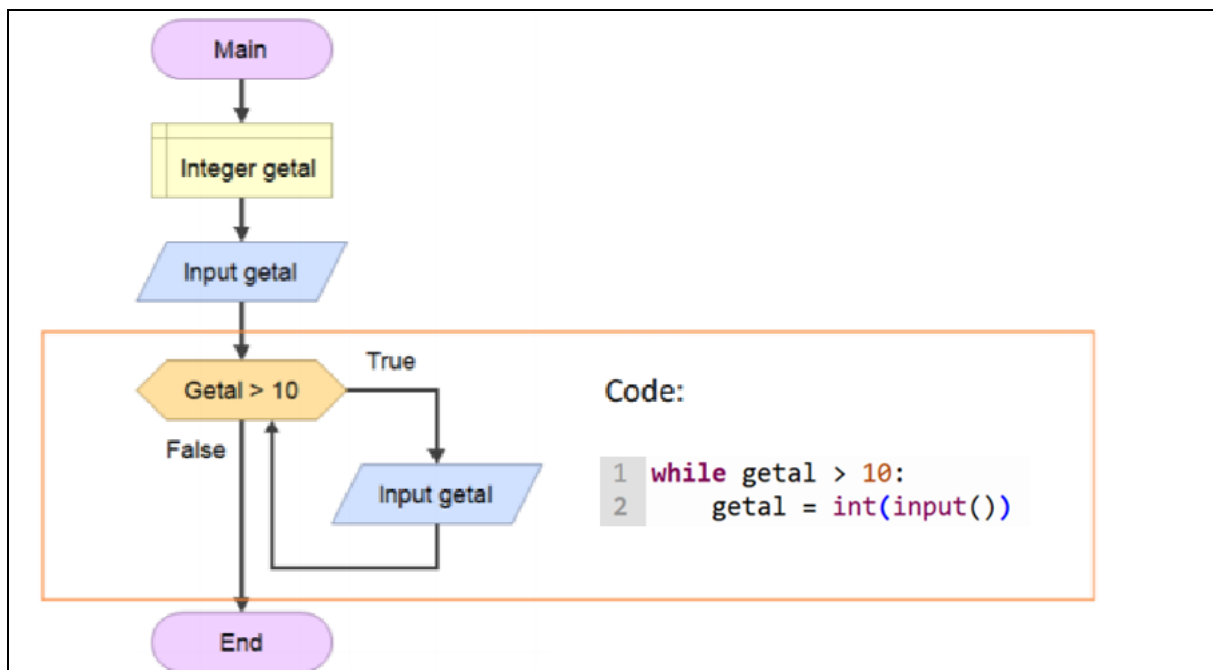 Main
Integer getal
Input getal
Getal > 10
True
False
Input getal
End
Code:
1 while getal > 10:
2     getal = int(input())